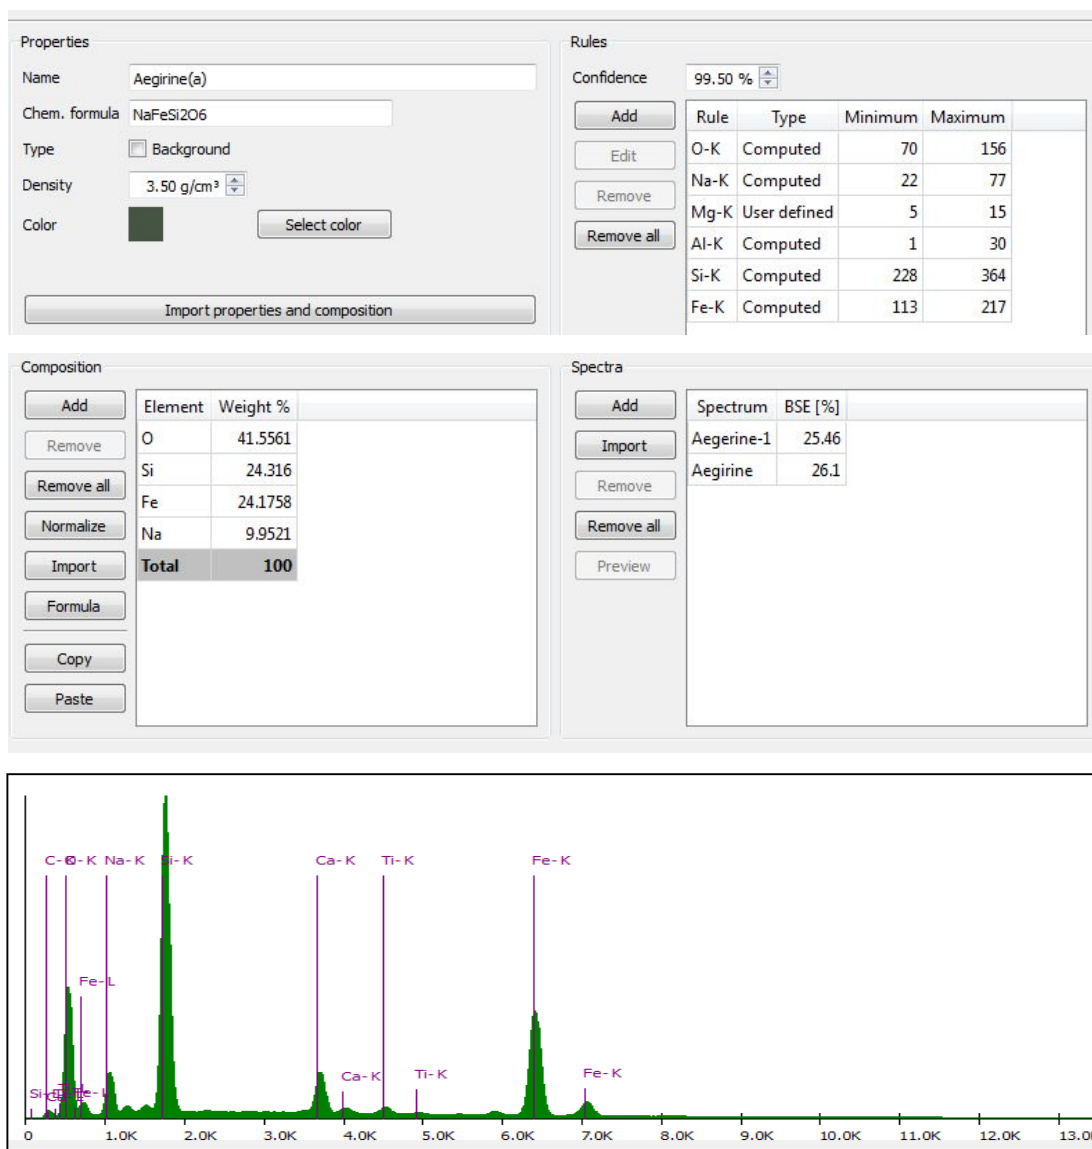 Properties
Name Aegirine(a)
Chem. formula NaFeSi2O6
Type Background
Density 3.50 g/cm³
Color Select color
Import properties and composition
Rules
Confidence 99.50 %
Add
Edit
Remove
Remove all
Rule Type Minimum Maximum
O-K Computed 70 156
Na-K Computed 22 77
Mg-K User defined 5 15
Al-K Computed 1 30
Si-K Computed 228 364
Fe-K Computed 113 217
Composition
Add
Remove
Remove all
Normalize
Import
Formula
Copy
Paste
Element Weight %
O 41.5561
Si 24.316
Fe 24.1758
Na 9.9521
Total 100
Spectra
Add
Import
Remove
Remove all
Preview
Spectrum BSE [%]
Aegerine-1 25.46
Aegirine 26.1
C-K O-K Na-K Si-K Ca-K Ti-K Fe-K
Fe-L
Ca-K Ti-K Fe-K
0 1.0K 2.0K 3.0K 4.0K 5.0K 6.0K 7.0K 8.0K 9.0K 10.0K 11.0K 12.0K